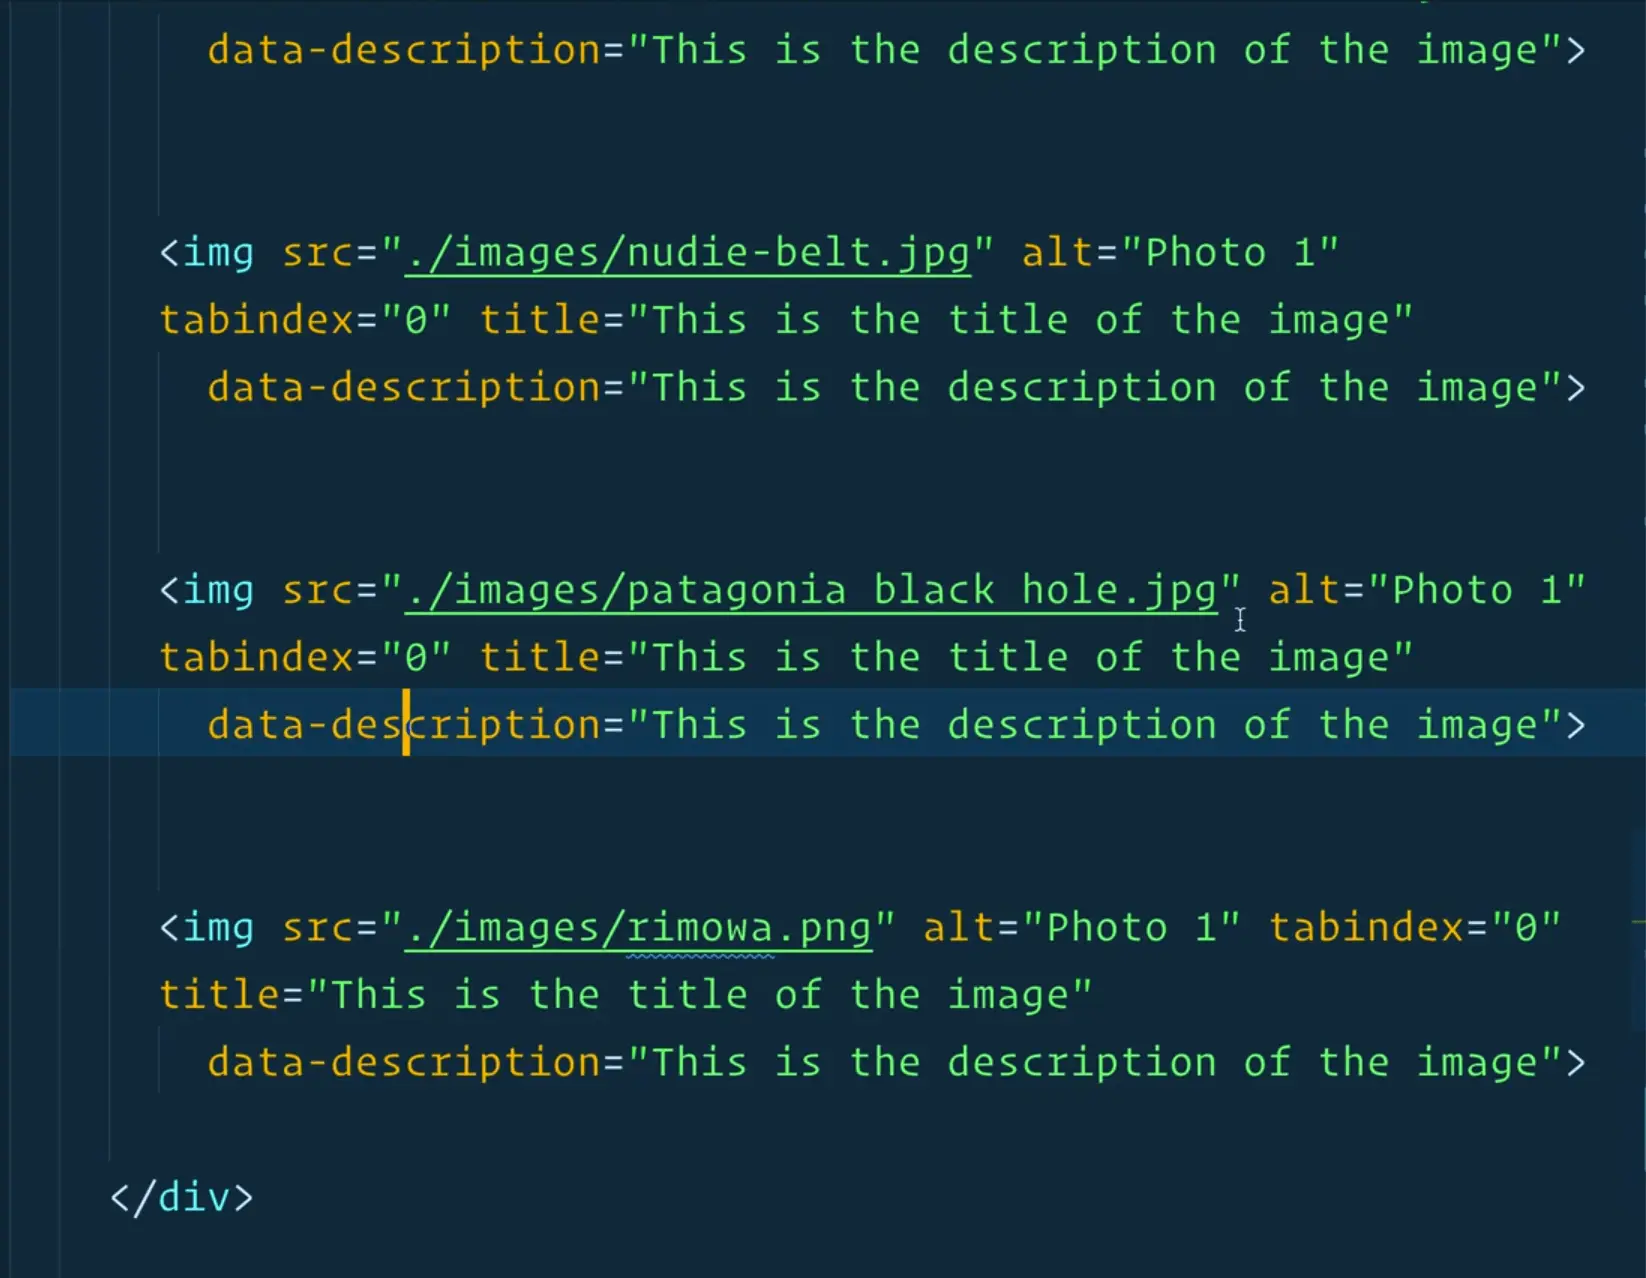 data-description="This is the description of the image">
<img src="./images/nudie-belt.jpg" alt="Photo 1"
tabindex="0" title="This is the title of the image"
data-description="This is the description of the image">
<img src="./images/patagonia black hole.jpg" alt="Photo 1"
tabindex="0" title="This is the title of the image"
data-description="This is the description of the image">
<img src="./images/rimowa.png" alt="Photo 1" tabindex="0"
title="This is the title of the image"
data-description="This is the description of the image">
</div>